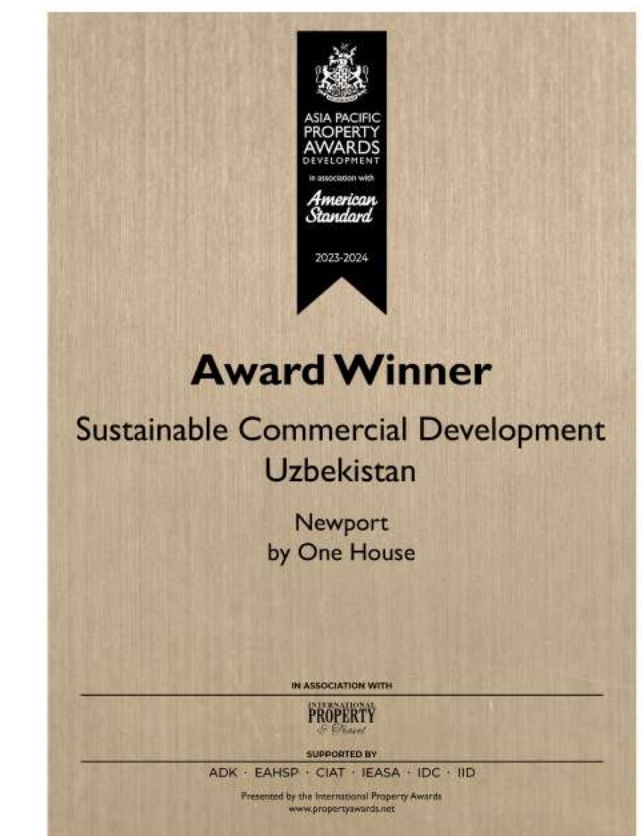 ASIA PACIFIC
PROPERTY
AWARDS
DEVELOPMENT
in association with
American
Standard
2023-2024
Award Winner
Sustainable Commercial Development
Uzbekistan
Newport
by One House
IN ASSOCIATION WITH
INTERNATIONAL
PROPERTY
& Travel
SUPPORTED BY
ADK · EAHSP · CIAT · IEASA · IDC · IID
Presented by the International Property Awards
www.propertyawards.net